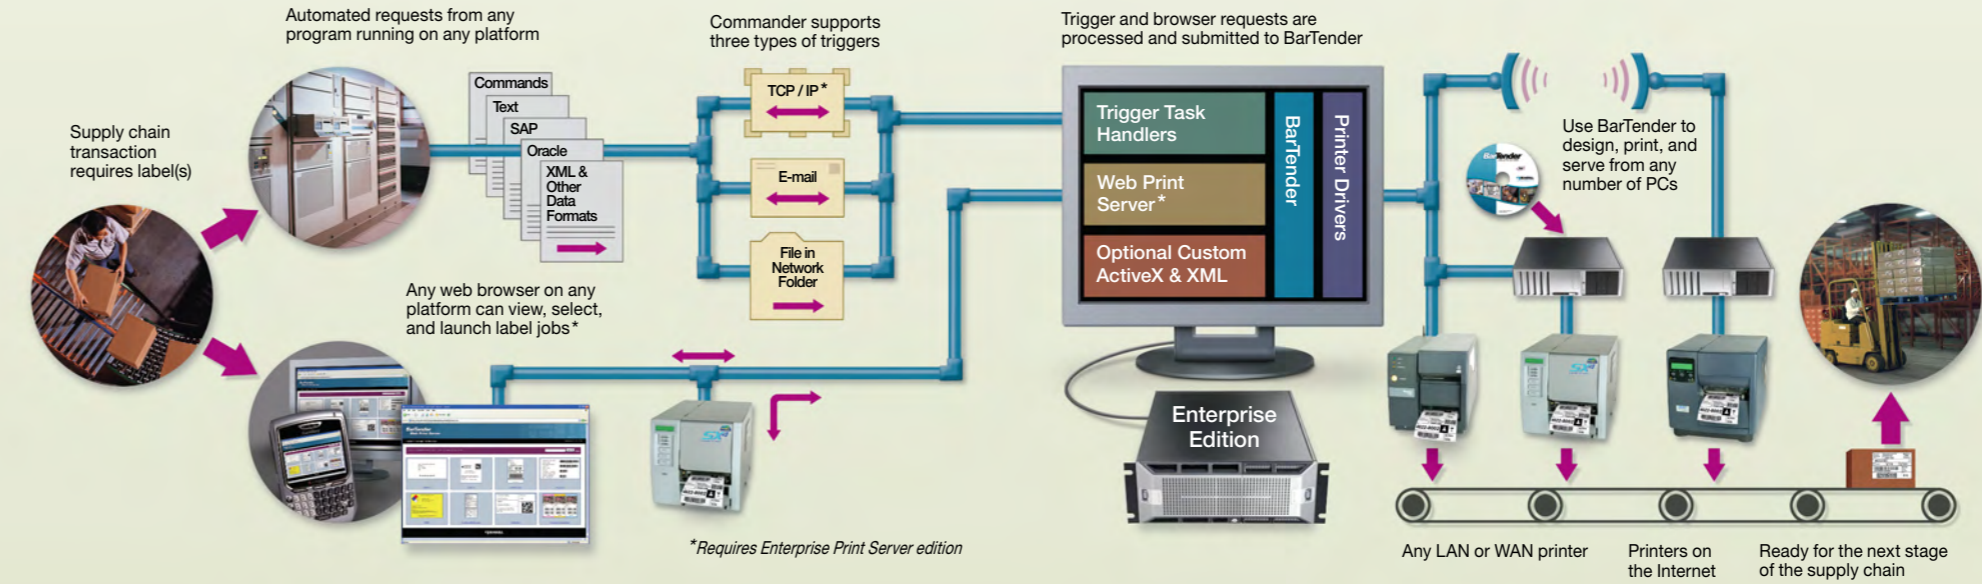 Supply chain
transaction
requires label(s)
Automated requests from any
program running on any platform
Commands
Text
SAP
Oracle
XML &
Other
Data
Formats
Any web browser on any
platform can view, select,
and launch label jobs*
Commander supports
three types of triggers
TCP / IP*
E-mail
File in
Network
Folder
*Requires Enterprise Print Server edition
Trigger and browser requests are
processed and submitted to BarTender
Trigger Task
Handlers
Web Print
Server*
Optional Custom
ActiveX & XML
BarTender
Printer Drivers
Enterprise
Edition
BarTender
Use BarTender to
design, print, and
serve from any
number of PCs
Any LAN or WAN printer
Printers on
the Internet
Ready for the next stage
of the supply chain